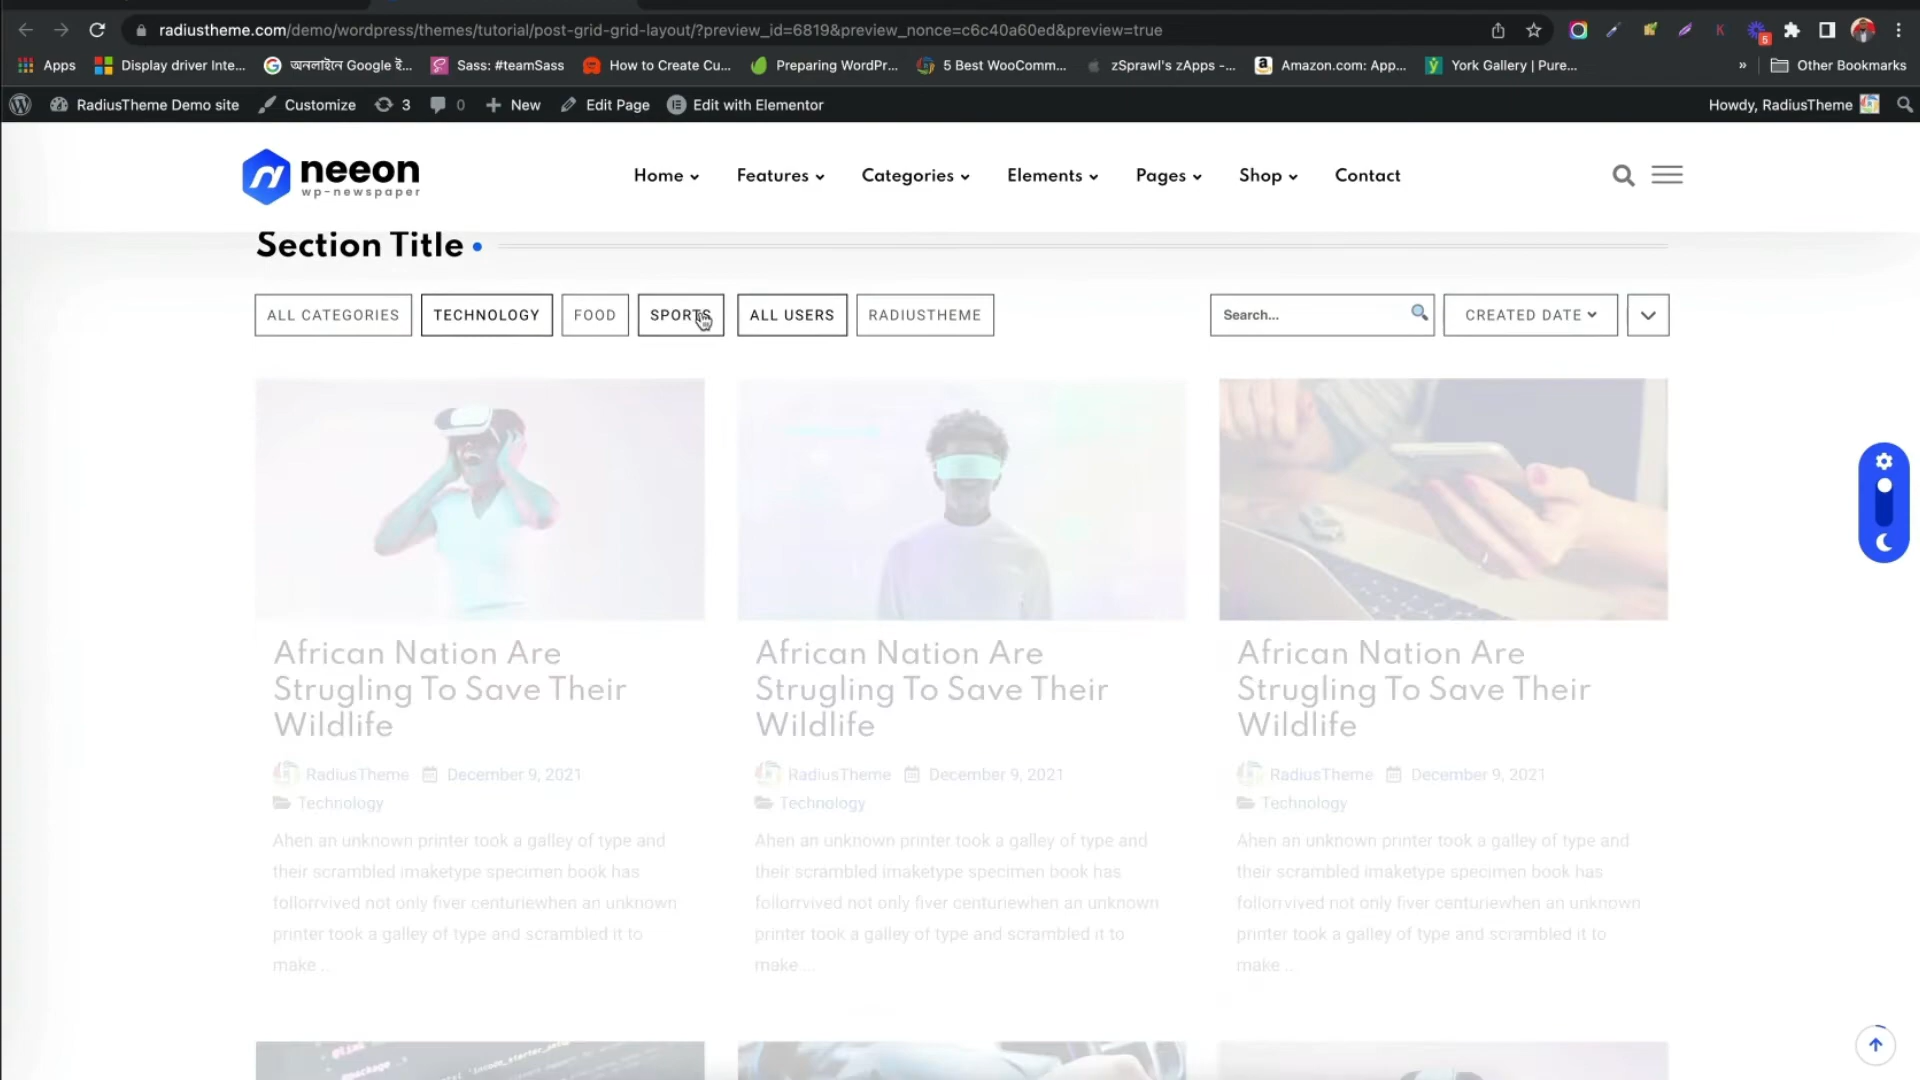 radiustheme.com/demo/wordpress/themes/tutorial/post-grid-grid-layout/?preview_id=6819&preview_nonce=c6c40a60ed&preview=true
Apps Display driver Inte... অনলাইনে Google ই... Sass: #teamSass How to Create Cu... Preparing WordPr... 5 Best WooComm... zSprawl's zApps -... Amazon.com: App... York Gallery | Pure... » Other Bookmarks
RadiusTheme Demo site Customize 3 0 New Edit Page Edit with Elementor Howdy, RadiusTheme
neeon
wp-newspaper
Home Features Categories Elements Pages Shop Contact
Section Title
ALL CATEGORIES TECHNOLOGY FOOD SPORTS ALL USERS RADIUSTHEME Search... CREATED DATE
African Nation Are
Strugling To Save Their
Wildlife
RadiusTheme December 9, 2021
Technology
Ahen an unknown printer took a galley of type and
their scrambled imaketype specimen book has
follorrvived not only fiver centuriewhen an unknown
printer took a galley of type and scrambled it to
make ...
African Nation Are
Strugling To Save Their
Wildlife
RadiusTheme December 9, 2021
Technology
Ahen an unknown printer took a galley of type and
their scrambled imaketype specimen book has
follorrvived not only fiver centuriewhen an unknown
printer took a galley of type and scrambled it to
make ...
African Nation Are
Strugling To Save Their
Wildlife
RadiusTheme December 9, 2021
Technology
Ahen an unknown printer took a galley of type and
their scrambled imaketype specimen book has
follorrvived not only fiver centuriewhen an unknown
printer took a galley of type and scrambled it to
make ...